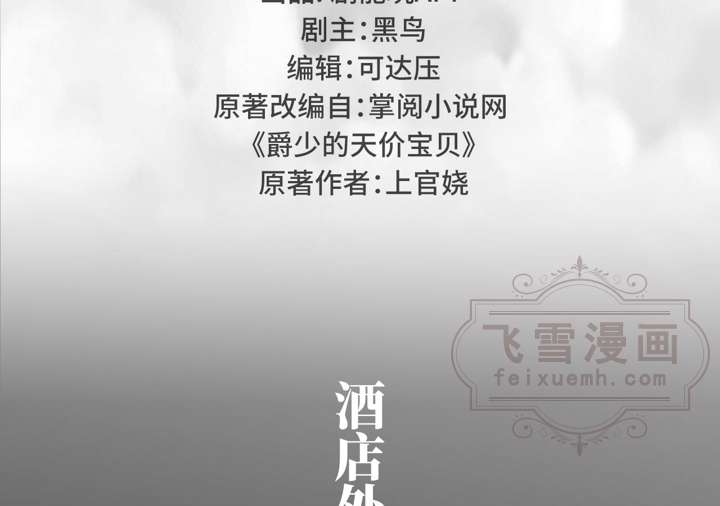 剧主：黑鸟
编辑：可达压
原著改编自：掌阅小说网
《爵少的天价宝贝》
原著作者：上官娆
飞雪漫画
feixuemh.com
酒店外